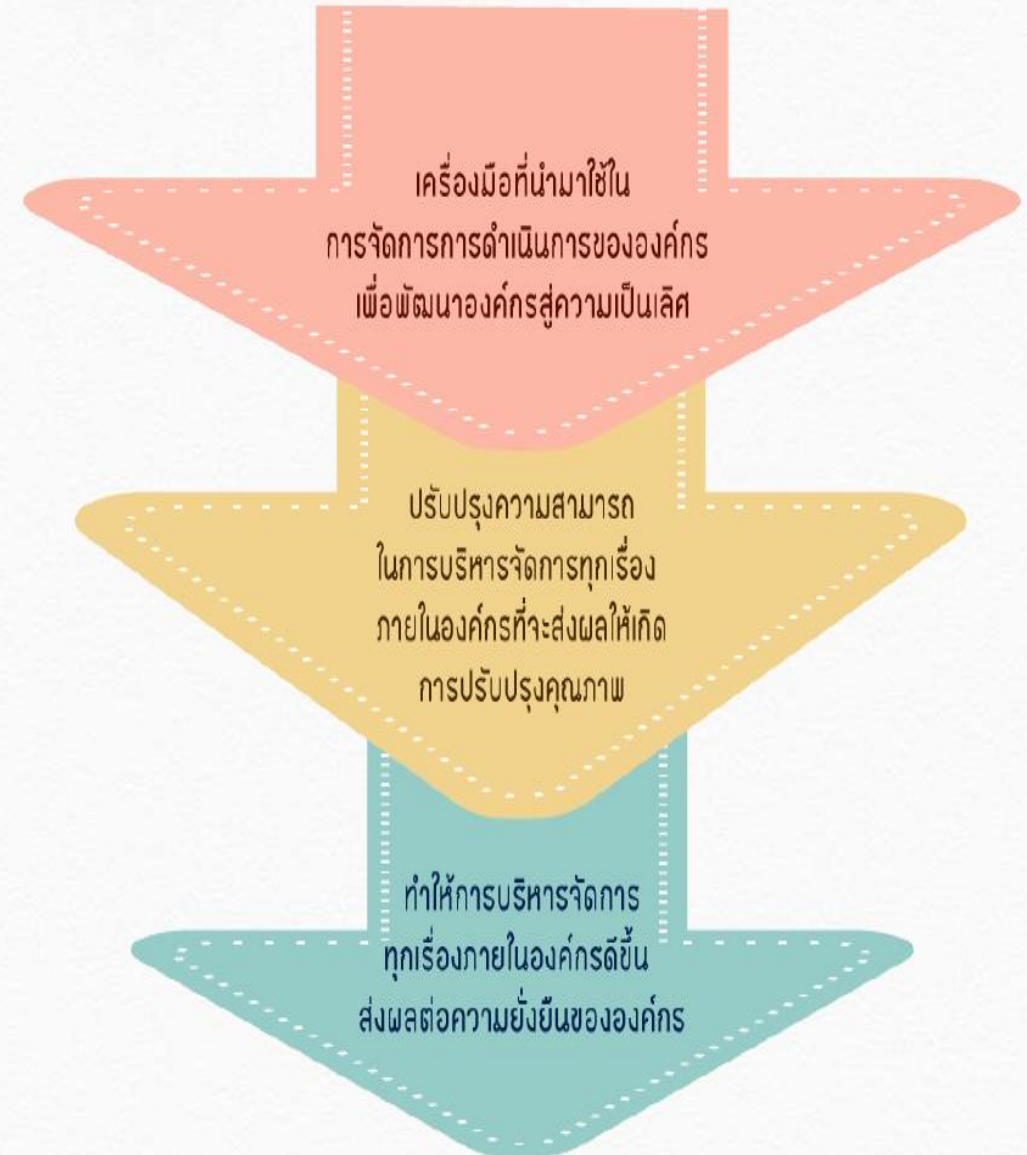 เครื่องมือที่นำมาใช้ใน
การจัดการการดำเนินการขององค์กร
เพื่อพัฒนาองค์กรสู่ความเป็นเลิศ
ปรับปรุงความสามารถ
ในการบริหารจัดการทุกเรื่อง
ภายในองค์กรที่จะส่งผลให้เกิด
การปรับปรุงคุณภาพ
ทำให้การบริหารจัดการ
ทุกเรื่องภายในองค์กรดีขึ้น
ส่งผลต่อความยั่งยืนขององค์กร